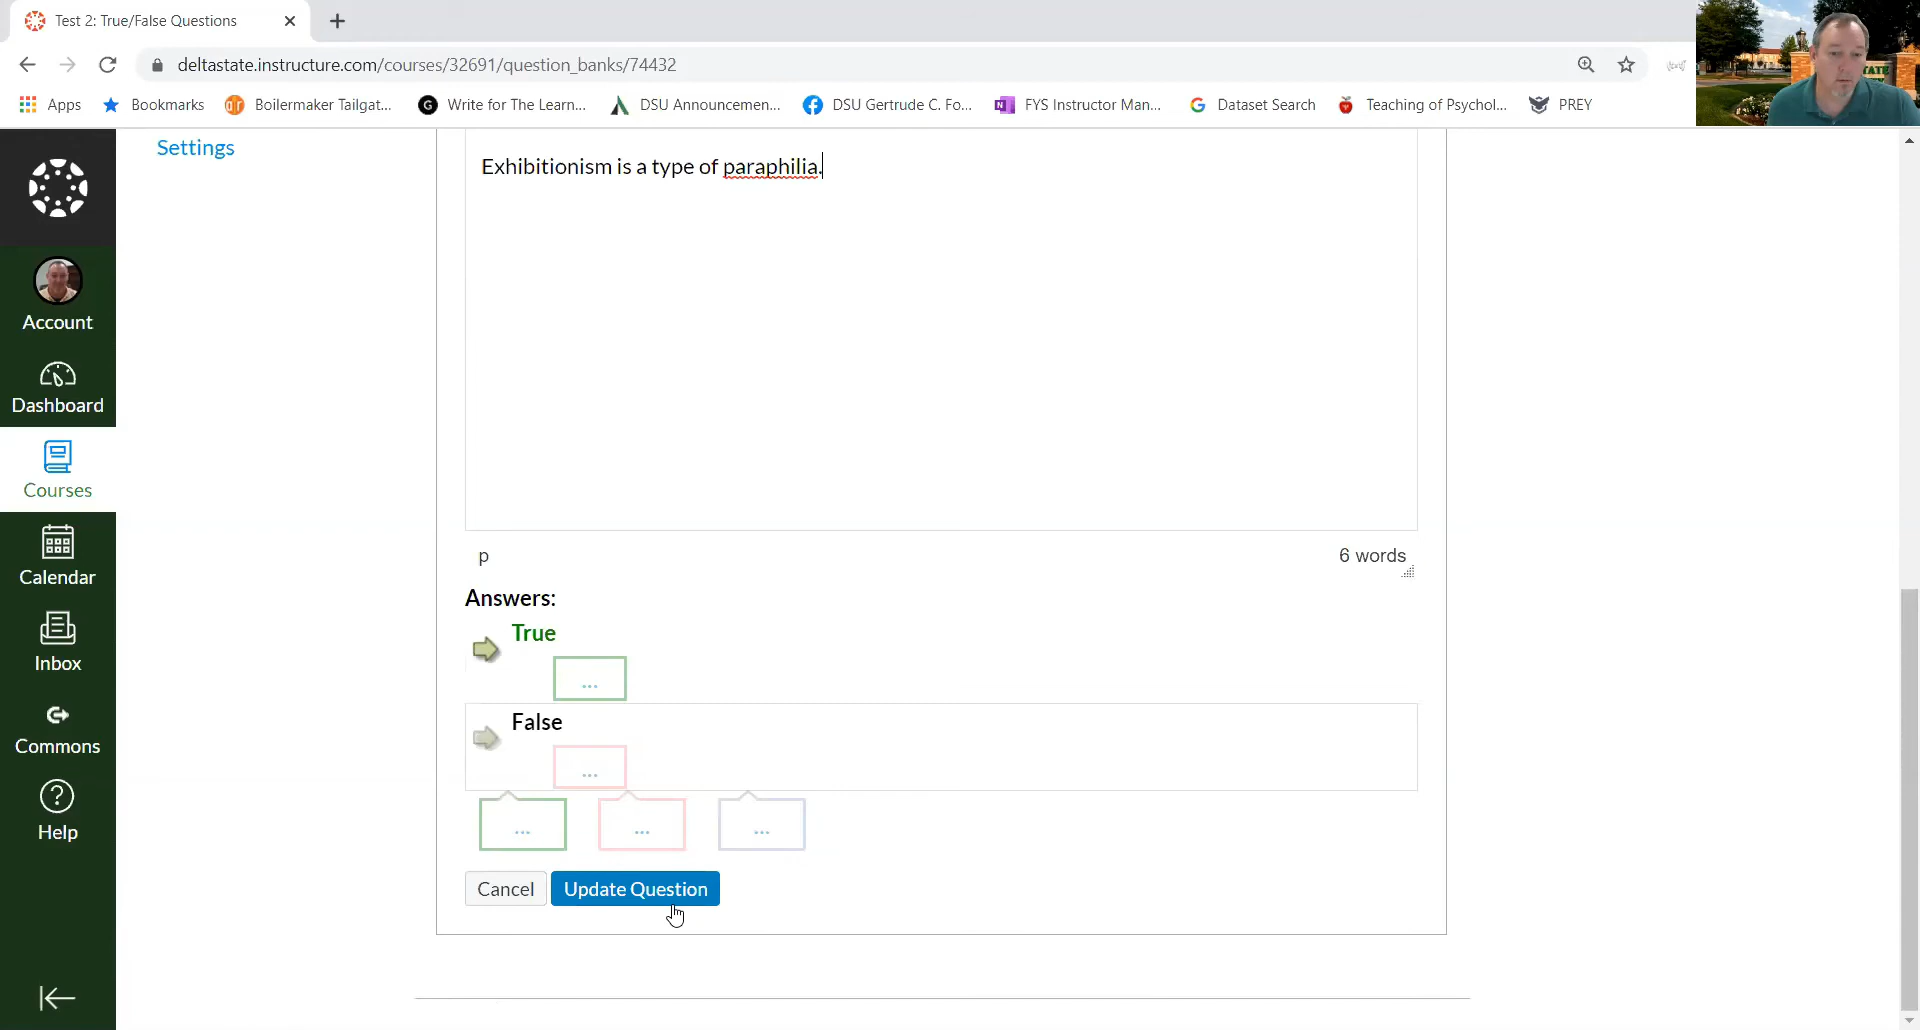 Test 2: True/False Questions
deltastate.instructure.com/courses/32691/question_banks/74432
Apps Bookmarks Boilermaker Tailgat... Write for The Learn... DSU Announcemen... DSU Gertrude C. Fo... FYS Instructor Man... Dataset Search Teaching of Psychol... PREY
Settings
Exhibitionism is a type of paraphilia.
Account
Dashboard
Courses
Calendar
Inbox
Commons
Help
p 6 words
Answers:
True
...
False
...
... ... ...
Cancel Update Question